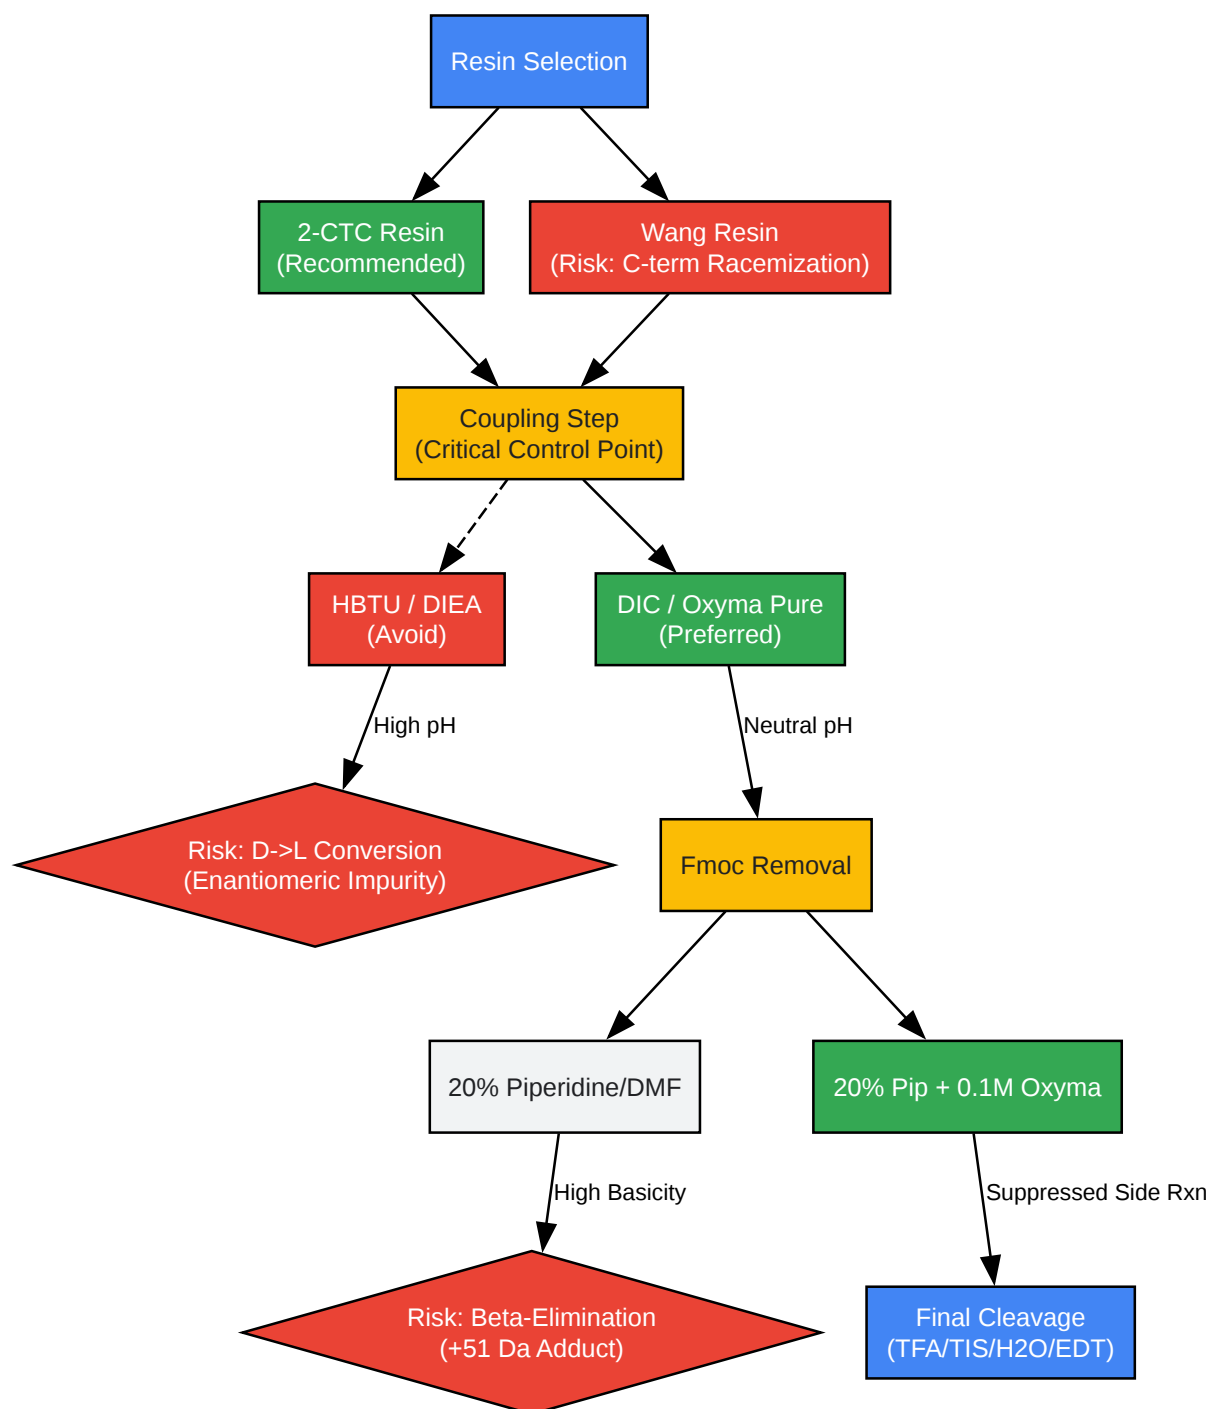 Resin Selection
2-CTC Resin
(Recommended)
Wang Resin
(Risk: C-term Racemization)
Coupling Step
(Critical Control Point)
HBTU / DIEA
(Avoid)
DIC / Oxyma Pure
(Preferred)
High pH
Neutral pH
Risk: D->L Conversion
(Enantiomeric Impurity)
Fmoc Removal
20% Piperidine/DMF
20% Pip + 0.1M Oxyma
High Basicity
Suppressed Side Rxn
Risk: Beta-Elimination
(+51 Da Adduct)
Final Cleavage
(TFA/TIS/H2O/EDT)